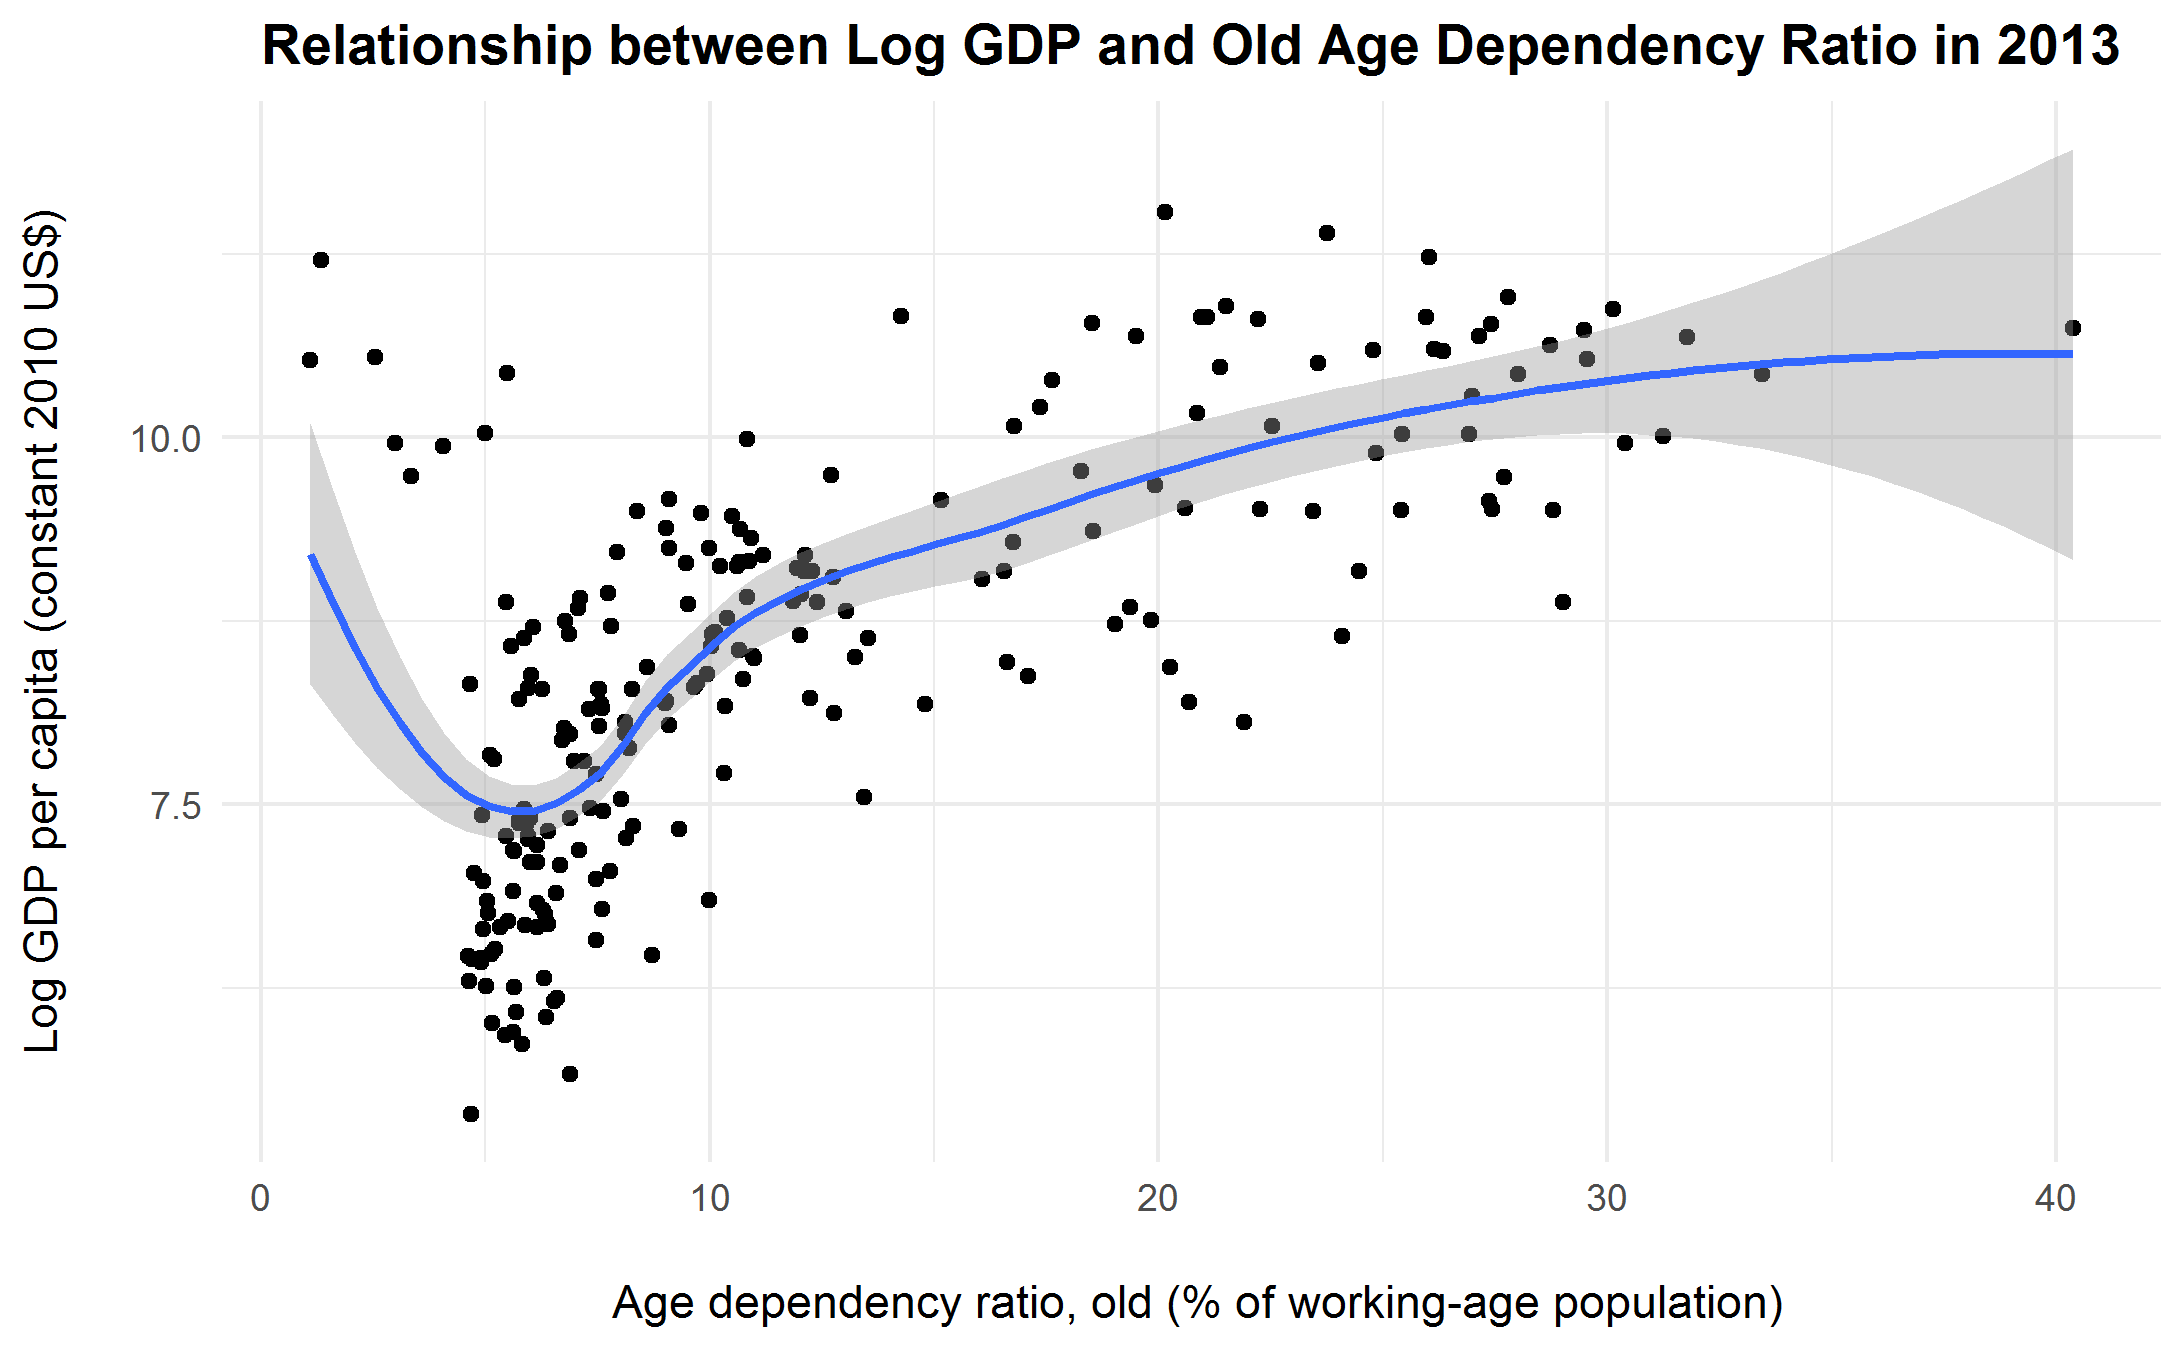 Relationship between Log GDP and Old Age Dependency Ratio in 2013
Log GDP per capita (constant 2010 US$)
10.0
7.5
0 10 20 30 40
Age dependency ratio, old (% of working-age population)